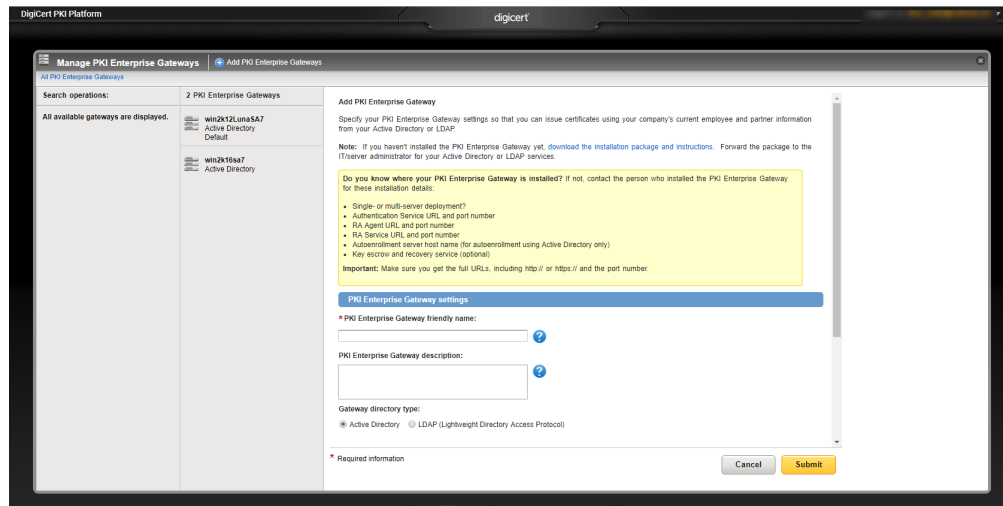 DigiCert PKI Platform
digicert
Manage PKI Enterprise Gateways
Add PKI Enterprise Gateways
All PKI Enterprise Gateways
Search operations:
All available gateways are displayed.
2 PKI Enterprise Gateways
win2k12LunaSA7
Active Directory
Default
win2k16sa7
Active Directory
Add PKI Enterprise Gateway
Specify your PKI Enterprise Gateway settings so that you can issue certificates using your company's current employee and partner information
from your Active Directory or LDAP.
Note: If you haven't installed the PKI Enterprise Gateway yet, download the installation package and instructions. Forward the package to the
IT/server administrator for your Active Directory or LDAP services.
Do you know where your PKI Enterprise Gateway is installed? If not, contact the person who installed the PKI Enterprise Gateway
for these installation details:
• Single- or multi-server deployment?
• Authentication Service URL and port number
• RA Agent URL and port number
• RA Service URL and port number
• Autoenrollment server host name (for autoenrollment using Active Directory only)
• Key escrow and recovery service (optional)
Important: Make sure you get the full URLs, including http:// or https:// and the port number.
PKI Enterprise Gateway settings
* PKI Enterprise Gateway friendly name:
PKI Enterprise Gateway description:
Gateway directory type:
Active Directory LDAP (Lightweight Directory Access Protocol)
* Required information
Cancel Submit